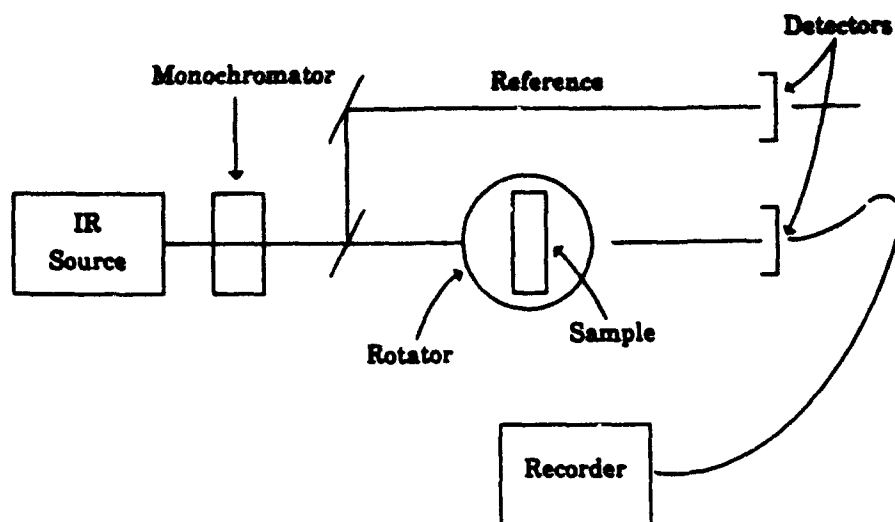 Detectors
Monochromator
Reference
IR
Source
Sample
Rotator
Recorder